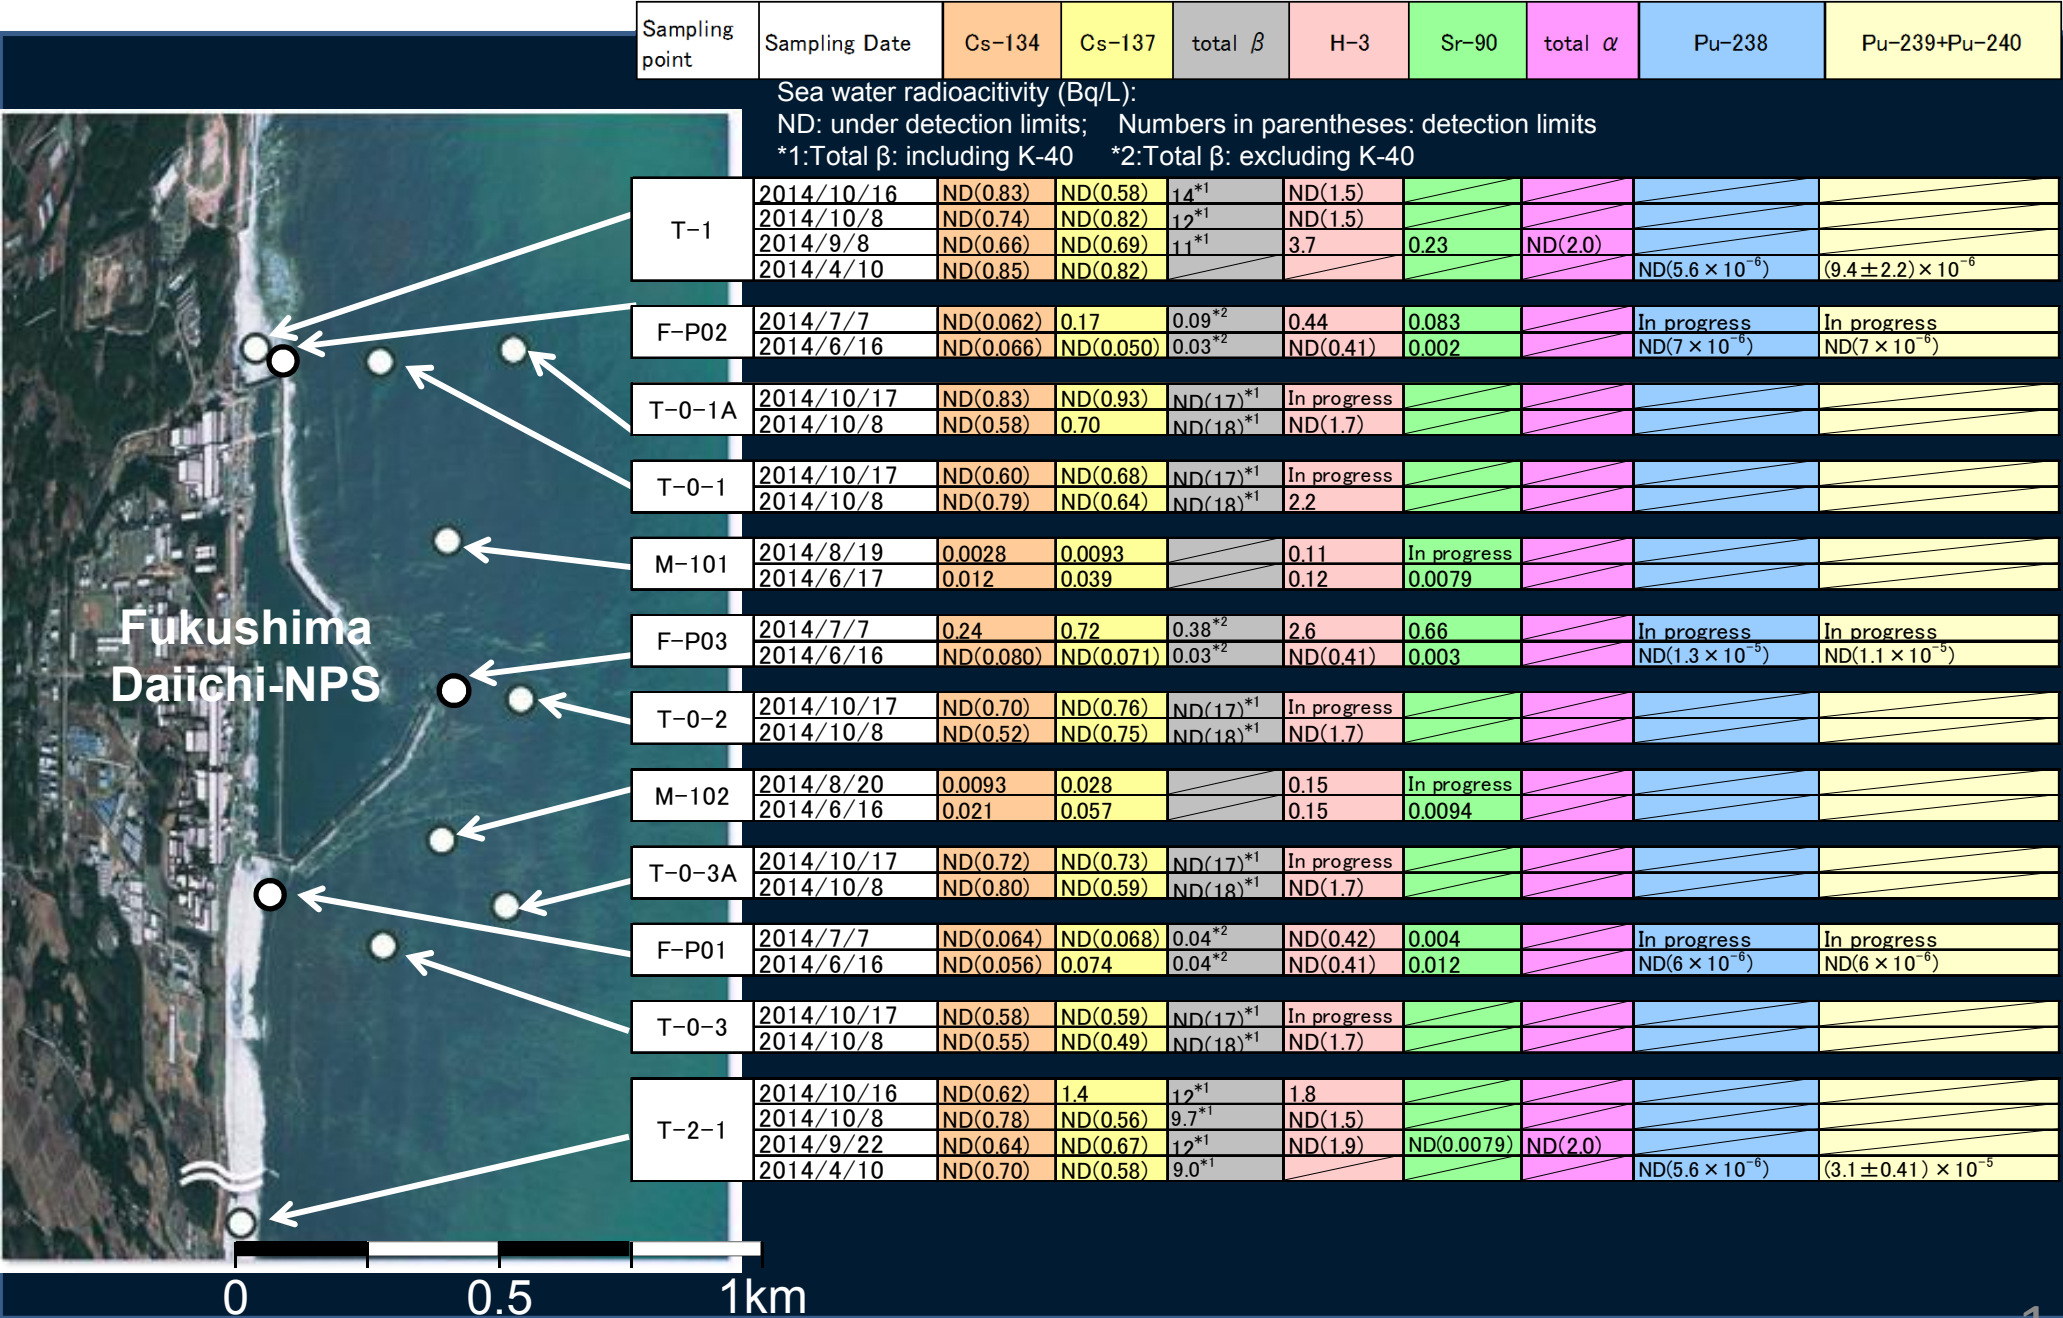 Sampling point Sampling Date Cs-134 Cs-137 total β H-3 Sr-90 total α Pu-238 Pu-239+Pu-240
Sea water radioacitivity (Bq/L):
ND: under detection limits; Numbers in parentheses: detection limits
*1:Total β: including K-40 *2:Total β: excluding K-40
T-1
2014/10/16 ND(0.83) ND(0.58) 14*1 ND(1.5)
2014/10/8 ND(0.74) ND(0.82) 12*1 ND(1.5)
2014/9/8 ND(0.66) ND(0.69) 11*1 3.7 0.23 ND(2.0)
2014/4/10 ND(0.85) ND(0.82) ND(5.6×10⁻⁶) (9.4±2.2)×10⁻⁶
F-P02
2014/7/7 ND(0.062) 0.17 0.09*2 0.44 0.083 In progress In progress
2014/6/16 ND(0.066) ND(0.050) 0.03*2 ND(0.41) 0.002 ND(7×10⁻⁶) ND(7×10⁻⁶)
T-0-1A
2014/10/17 ND(0.83) ND(0.93) ND(17)*1 In progress
2014/10/8 ND(0.58) 0.70 ND(18)*1 ND(1.7)
T-0-1
2014/10/17 ND(0.60) ND(0.68) ND(17)*1 In progress
2014/10/8 ND(0.79) ND(0.64) ND(18)*1 2.2
M-101
2014/8/19 0.0028 0.0093 0.11 In progress
2014/6/17 0.012 0.039 0.12 0.0079
F-P03
2014/7/7 0.24 0.72 0.38*2 2.6 0.66 In progress In progress
2014/6/16 ND(0.080) ND(0.071) 0.03*2 ND(0.41) 0.003 ND(1.3×10⁻⁵) ND(1.1×10⁻⁵)
T-0-2
2014/10/17 ND(0.70) ND(0.76) ND(17)*1 In progress
2014/10/8 ND(0.52) ND(0.75) ND(18)*1 ND(1.7)
M-102
2014/8/20 0.0093 0.028 0.15 In progress
2014/6/16 0.021 0.057 0.15 0.0094
T-0-3A
2014/10/17 ND(0.72) ND(0.73) ND(17)*1 In progress
2014/10/8 ND(0.80) ND(0.59) ND(18)*1 ND(1.7)
F-P01
2014/7/7 ND(0.064) ND(0.068) 0.04*2 ND(0.42) 0.004 In progress In progress
2014/6/16 ND(0.056) 0.074 0.04*2 ND(0.41) 0.012 ND(6×10⁻⁶) ND(6×10⁻⁶)
T-0-3
2014/10/17 ND(0.58) ND(0.59) ND(17)*1 In progress
2014/10/8 ND(0.55) ND(0.49) ND(18)*1 ND(1.7)
T-2-1
2014/10/16 ND(0.62) 1.4 12*1 1.8
2014/10/8 ND(0.78) ND(0.56) 9.7*1 ND(1.5)
2014/9/22 ND(0.64) ND(0.67) 12*1 ND(1.9) ND(0.0079) ND(2.0)
2014/4/10 ND(0.70) ND(0.58) 9.0*1 ND(5.6×10⁻⁶) (3.1±0.41)×10⁻⁵
Fukushima
Daiichi-NPS
0 0.5 1km